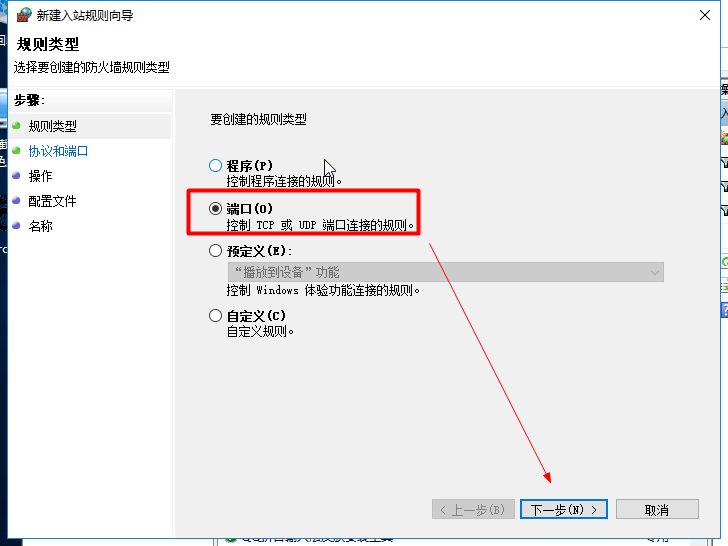 新建入站规则向导
规则类型
选择要创建的防火墙规则类型
步骤:
规则类型
协议和端口
操作
配置文件
名称
要创建的规则类型
程序(P)
控制程序连接的规则。
端口(O)
控制 TCP 或 UDP 端口连接的规则。
预定义(E):
“播放到设备”功能
控制 Windows 体验功能连接的规则。
自定义(C)
自定义规则。
< 上一步(B)
下一步(N) >
取消